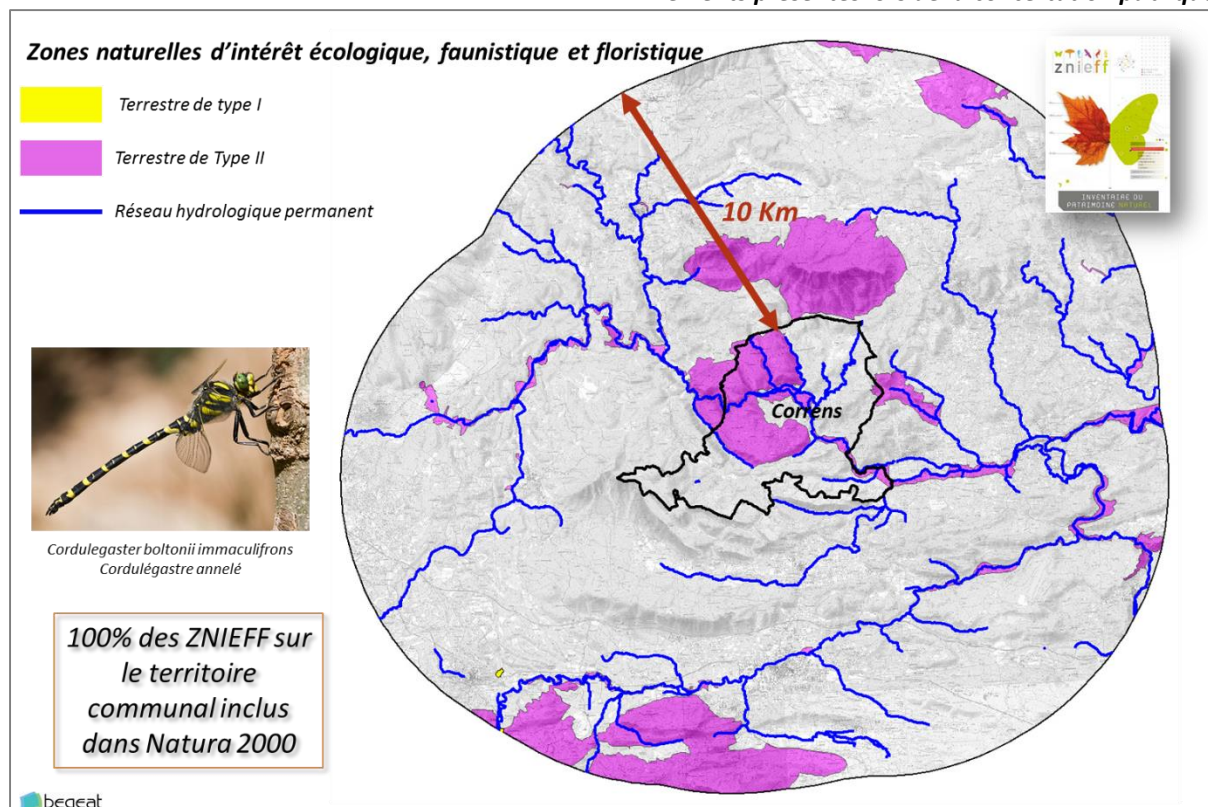 Zones naturelles d’intérêt écologique, faunistique et floristique
Terrestre de type I
Terrestre de Type II
Réseau hydrologique permanent
10 Km
znieff
INVENTAIRE DU
PATRIMOINE NATUREL
Correns
Cordulegaster boltonii immaculifrons
Cordulégastre annelé
100% des ZNIEFF sur
le territoire
communal inclus
dans Natura 2000
begeat